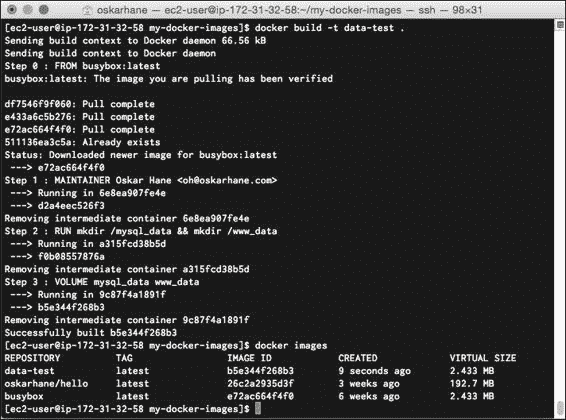 oskarhane — ec2-user@ip-172-31-32-58:~/my-docker-images — ssh — 98×31
[ec2-user@ip-172-31-32-58 my-docker-images]$ docker build -t data-test .
Sending build context to Docker daemon 66.56 kB
Sending build context to Docker daemon
Step 0 : FROM busybox:latest
busybox:latest: The image you are pulling has been verified
df7546f9f060: Pull complete
e433a6c5b276: Pull complete
e72ac664f4f0: Pull complete
511136ea3c5a: Already exists
Status: Downloaded newer image for busybox:latest
---> e72ac664f4f0
Step 1 : MAINTAINER Oskar Hane <oh@oskarhane.com>
---> Running in 6e8ea907fe4e
---> d2a4eec526f3
Removing intermediate container 6e8ea907fe4e
Step 2 : RUN mkdir /mysql_data && mkdir /www_data
---> Running in a315fcd38b5d
---> f0b08557876a
Removing intermediate container a315fcd38b5d
Step 3 : VOLUME mysql_data www_data
---> Running in 9c87f4a1891f
---> b5e344f268b3
Removing intermediate container 9c87f4a1891f
Successfully built b5e344f268b3
[ec2-user@ip-172-31-32-58 my-docker-images]$ docker images
REPOSITORY TAG IMAGE ID CREATED VIRTUAL SIZE
data-test latest b5e344f268b3 9 seconds ago 2.433 MB
oskarhane/hello latest 26c2a2935d3f 3 weeks ago 192.7 MB
busybox latest e72ac664f4f0 6 weeks ago 2.433 MB
[ec2-user@ip-172-31-32-58 my-docker-images]$